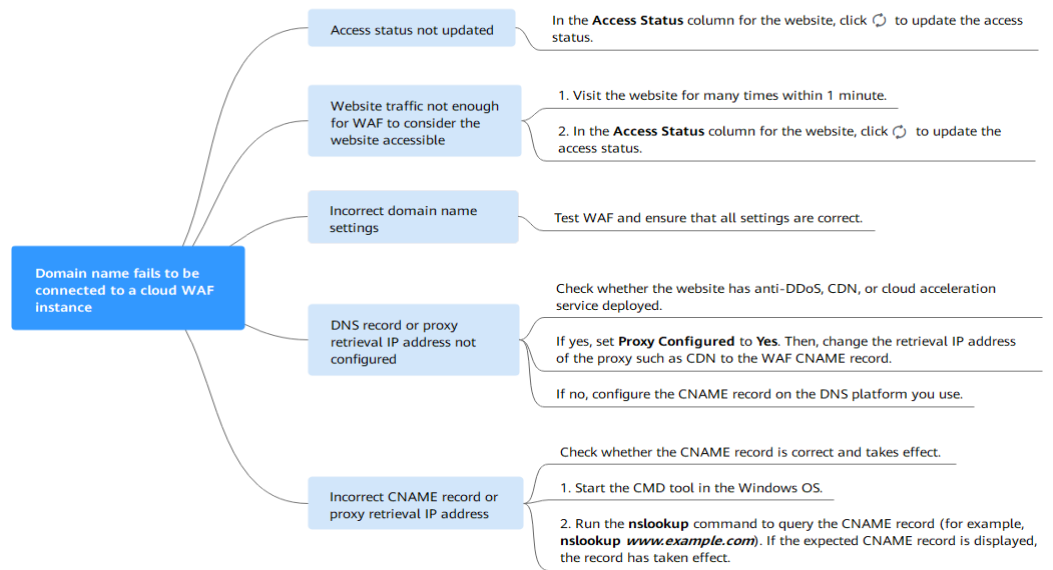 Domain name fails to be
connected to a cloud WAF
instance
Access status not updated
In the Access Status column for the website, click to update the access
status.
Website traffic not enough
for WAF to consider the
website accessible
1. Visit the website for many times within 1 minute.
2. In the Access Status column for the website, click to update the
access status.
Incorrect domain name
settings
Test WAF and ensure that all settings are correct.
DNS record or proxy
retrieval IP address not
configured
Check whether the website has anti-DDoS, CDN, or cloud acceleration
service deployed.
If yes, set Proxy Configured to Yes. Then, change the retrieval IP address
of the proxy such as CDN to the WAF CNAME record.
If no, configure the CNAME record on the DNS platform you use.
Incorrect CNAME record or
proxy retrieval IP address
Check whether the CNAME record is correct and takes effect.
1. Start the CMD tool in the Windows OS.
2. Run the nslookup command to query the CNAME record (for example,
nslookup www.example.com). If the expected CNAME record is displayed,
the record has taken effect.